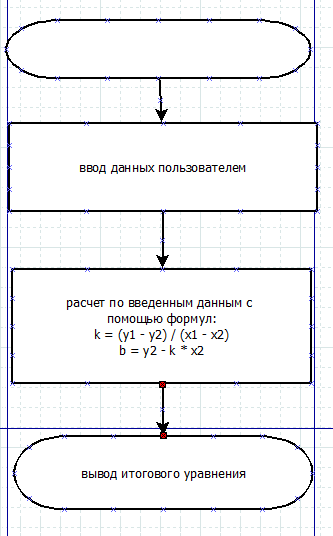 ввод данных пользователем
расчет по введенным данным с
помощью формул:
k = (y1 - y2) / (x1 - x2)
b = y2 - k * x2
вывод итогового уравнения